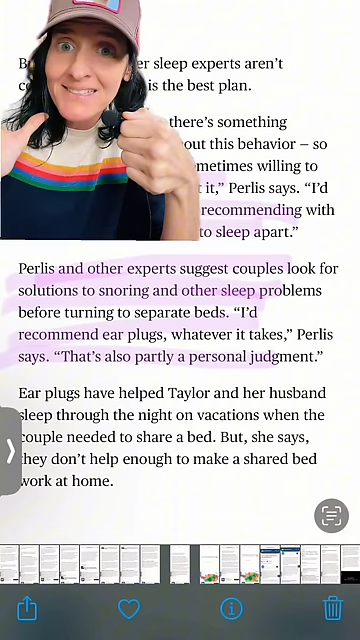 B
er sleep experts aren't
c
is the best plan.
there's something
out this behavior – so
ometimes willing to
t it," Perlis says. "I'd
recommending with
to sleep apart."
Perlis and other experts suggest couples look for
solutions to snoring and other sleep problems
before turning to separate beds. "I'd
recommend ear plugs, whatever it takes," Perlis
says. "That's also partly a personal judgment."
Ear plugs have helped Taylor and her husband
sleep through the night on vacations when the
couple needed to share a bed. But, she says,
they don't help enough to make a shared bed
work at home.